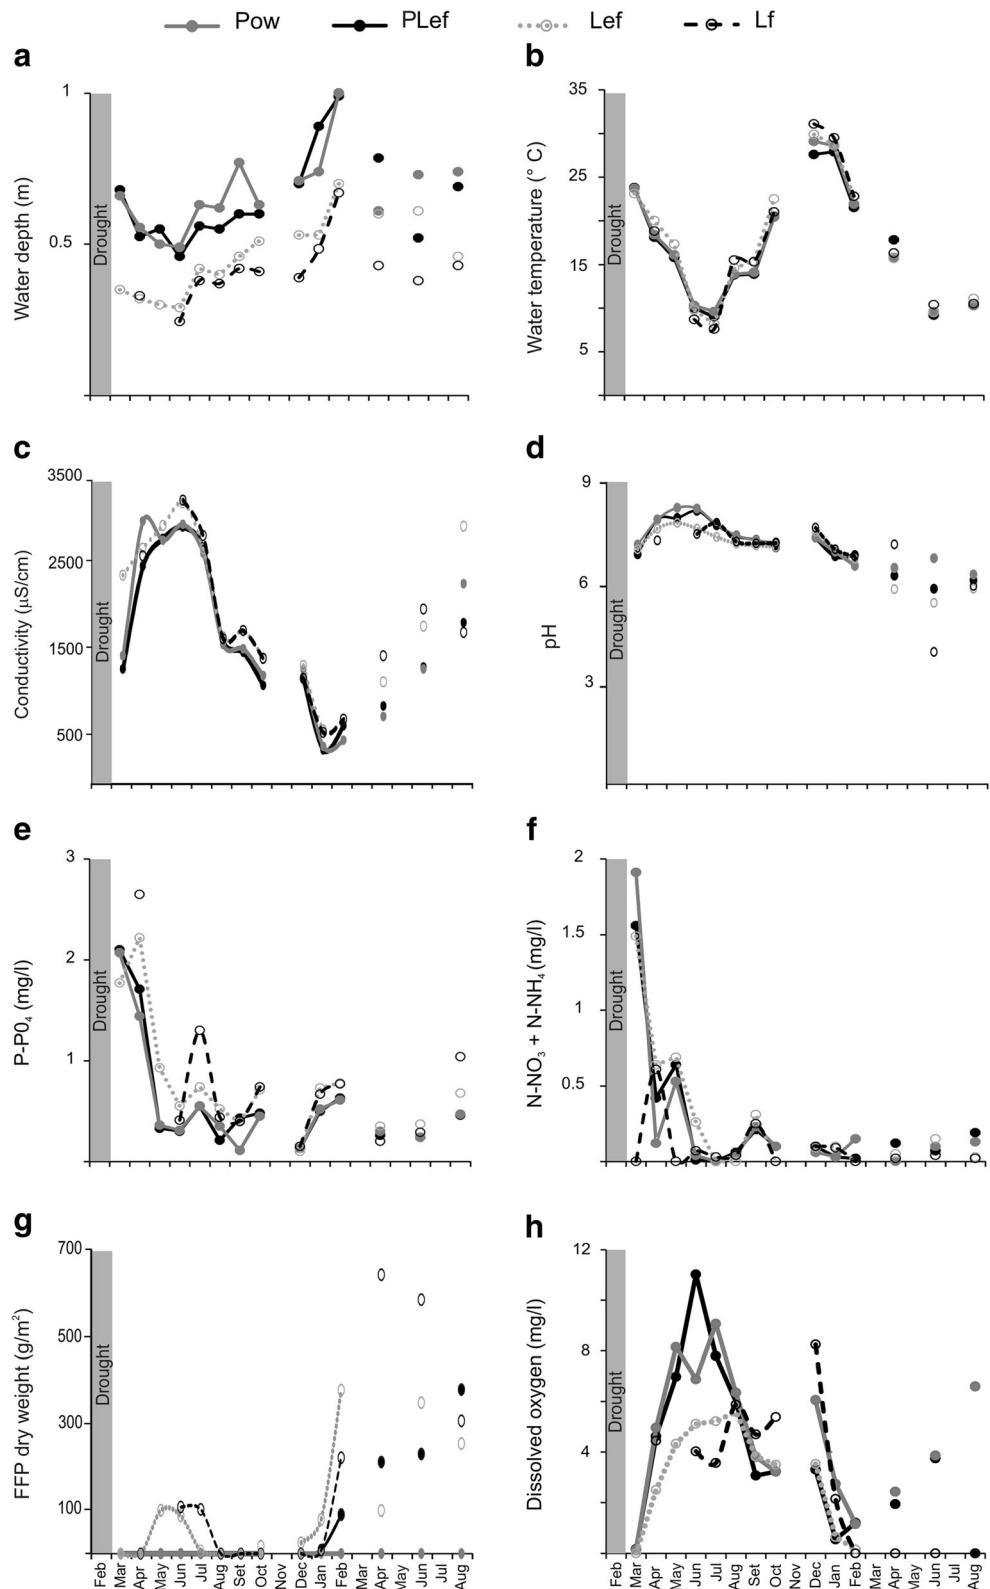 Pow PLef Lef Lf
a
1
0.5
Water depth (m)
Drought
b
35
25
15
5
Water temperature (° C)
Drought
c
3500
2500
1500
500
Conductivity (µS/cm)
Drought
d
9
6
3
pH
Drought
e
3
2
1
P-P0₄ (mg/l)
Drought
f
2
1.5
1
0.5
N-NO₃ + N-NH₄ (mg/l)
Drought
g
700
500
300
100
FFP dry weight (g/m²)
Drought
Feb Mar Apr May Jun Jul Aug Set Oct Nov Dec Jan Feb Mar Apr May Jun Jul Aug
h
12
8
4
Dissolved oxygen (mg/l)
Drought
Feb Mar Apr May Jun Jul Aug Set Oct Nov Dec Jan Feb Mar Apr May Jun Jul Aug